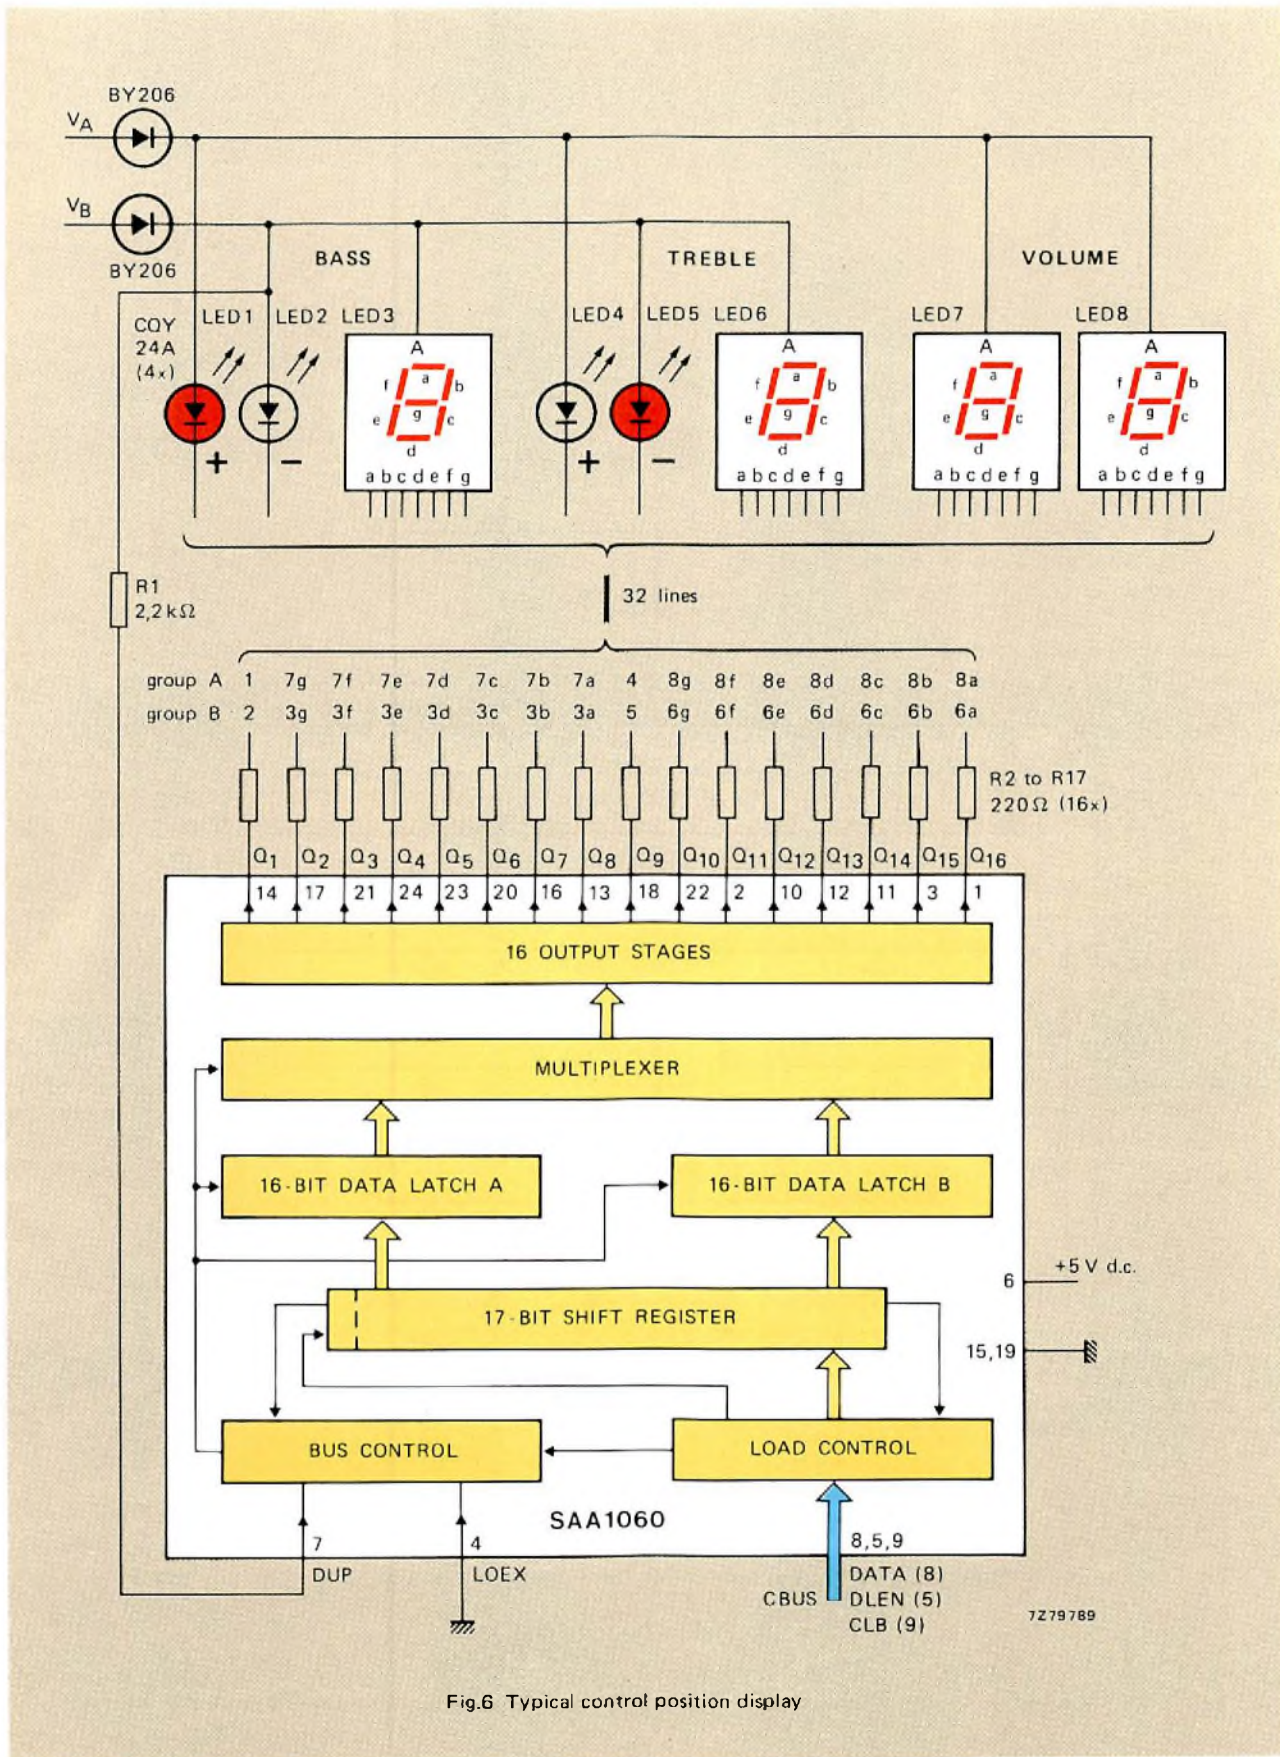 BY206
VA
VB
BY206
BASS
TREBLE
VOLUME
CQY
24A
(4x)
LED1 LED2 LED3
LED4 LED5 LED6
LED7 LED8
A A A A
f a b f a b f a b f a b
e g c e g c e g c e g c
d d d d
+ − + −
a b c d e f g a b c d e f g a b c d e f g a b c d e f g
R1
2,2 kΩ
32 lines
group A 1 7g 7f 7e 7d 7c 7b 7a 4 8g 8f 8e 8d 8c 8b 8a
group B 2 3g 3f 3e 3d 3c 3b 3a 5 6g 6f 6e 6d 6c 6b 6a
R2 to R17
220Ω (16x)
Q1 Q2 Q3 Q4 Q5 Q6 Q7 Q8 Q9 Q10 Q11 Q12 Q13 Q14 Q15 Q16
14 17 21 24 23 20 16 13 18 22 2 10 12 11 3 1
16 OUTPUT STAGES
MULTIPLEXER
16-BIT DATA LATCH A
16-BIT DATA LATCH B
6 +5 V d.c.
17-BIT SHIFT REGISTER
15,19
BUS CONTROL
LOAD CONTROL
SAA1060
7
4
8,5,9
DUP
LOEX
CBUS
DATA (8)
DLEN (5)
CLB (9)
7Z79789
Fig.6 Typical control position display